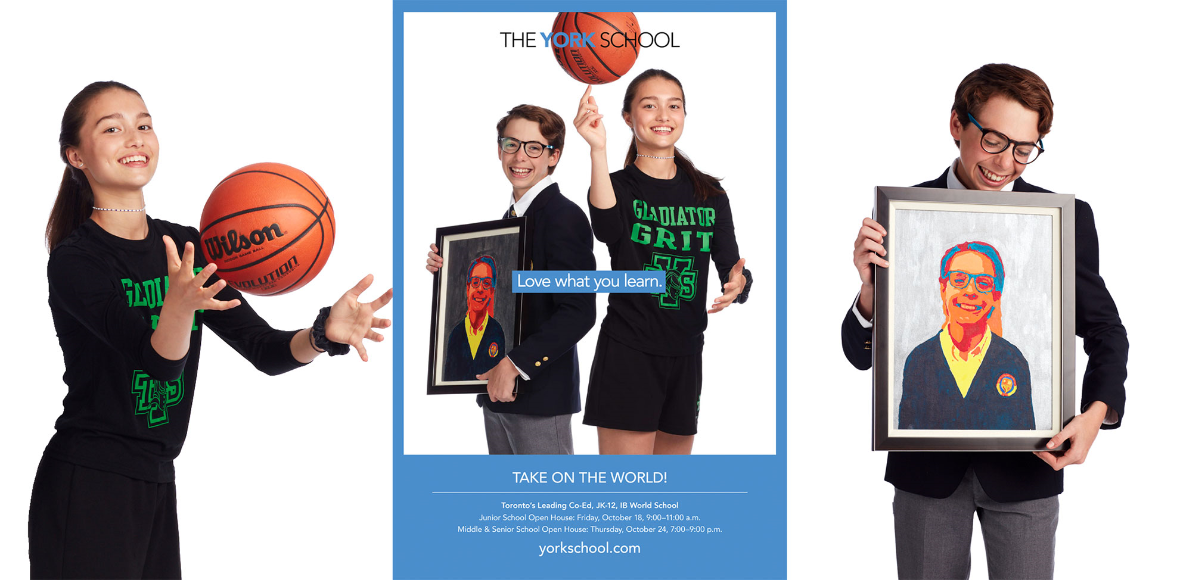 Wilson
EVOLUTION
THE YORK SCHOOL
GLADIATOR
GRIT
YS
Love what you learn.
TAKE ON THE WORLD!
Toronto's Leading Co-Ed, JK-12, IB World School
Junior School Open House: Friday, October 18, 9:00–11:00 a.m.
Middle & Senior School Open House: Thursday, October 24, 7:00–9:00 p.m.
yorkschool.com